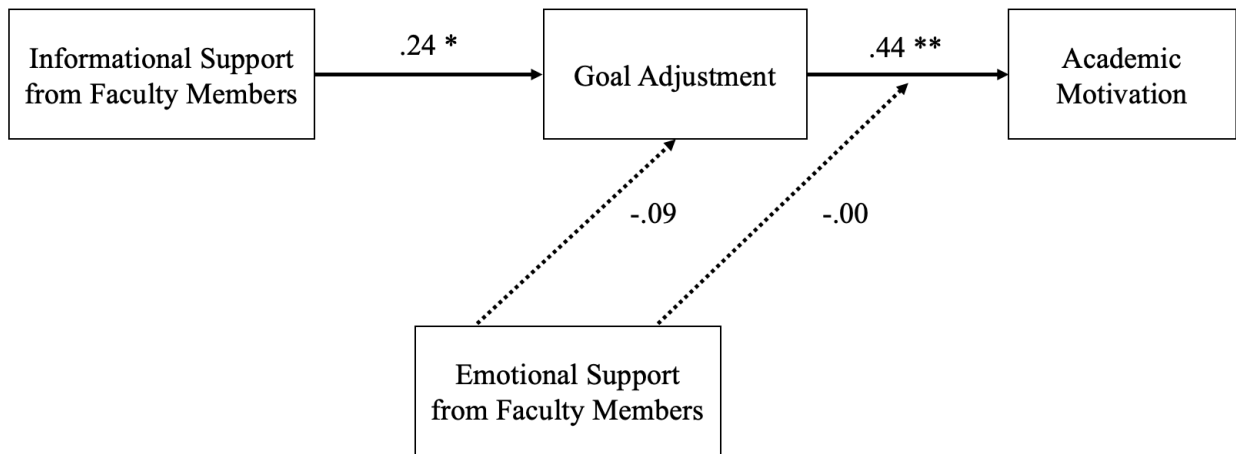 .24 *
.44 **
Informational Support
from Faculty Members
Goal Adjustment
Academic
Motivation
-.09
-.00
Emotional Support
from Faculty Members